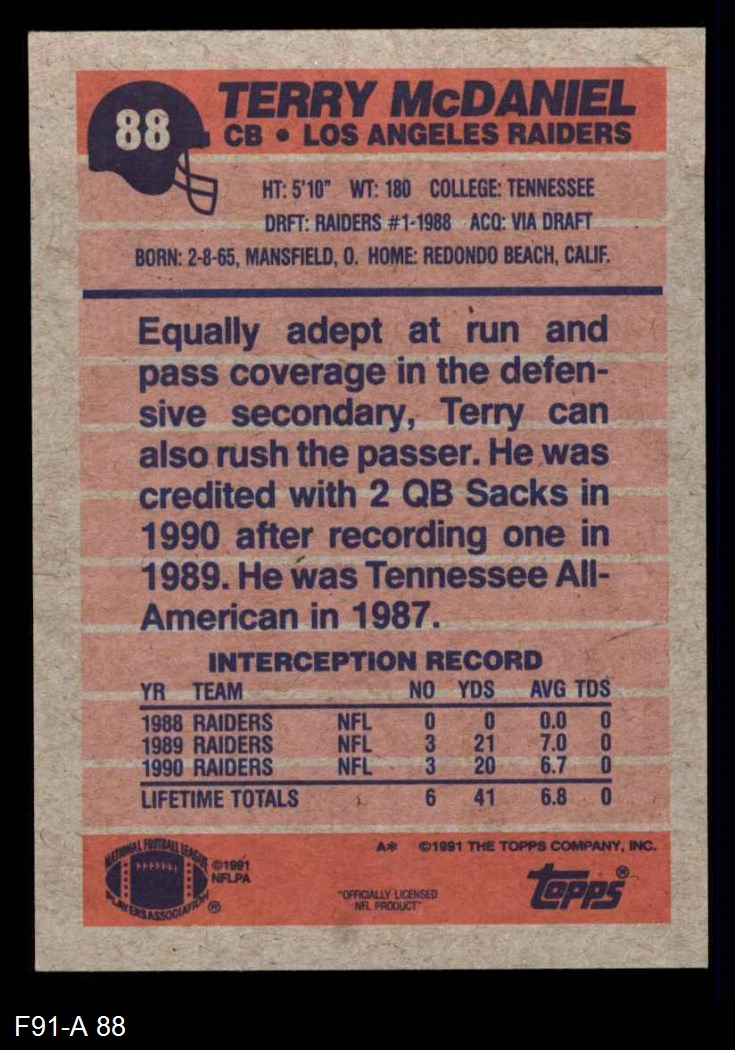 88
TERRY McDANIEL
CB • LOS ANGELES RAIDERS
HT: 5'10" WT: 180 COLLEGE: TENNESSEE
DRFT: RAIDERS #1-1988 ACQ: VIA DRAFT
BORN: 2-8-65, MANSFIELD, O. HOME: REDONDO BEACH, CALIF.
Equally adept at run and
pass coverage in the defen-
sive secondary, Terry can
also rush the passer. He was
credited with 2 QB Sacks in
1990 after recording one in
1989. He was Tennessee All-
American in 1987.
INTERCEPTION RECORD
YR TEAM NO YDS AVG TDS
1988 RAIDERS NFL 0 0 0.0 0
1989 RAIDERS NFL 3 21 7.0 0
1990 RAIDERS NFL 3 20 6.7 0
LIFETIME TOTALS 6 41 6.8 0
A* ©1991 THE TOPPS COMPANY, INC.
NATIONAL FOOTBALL LEAGUE
PLAYERS ASSOCIATION ®
©1991
NFLPA
"OFFICIALLY LICENSED
NFL PRODUCT"
Topps®
F91-A 88